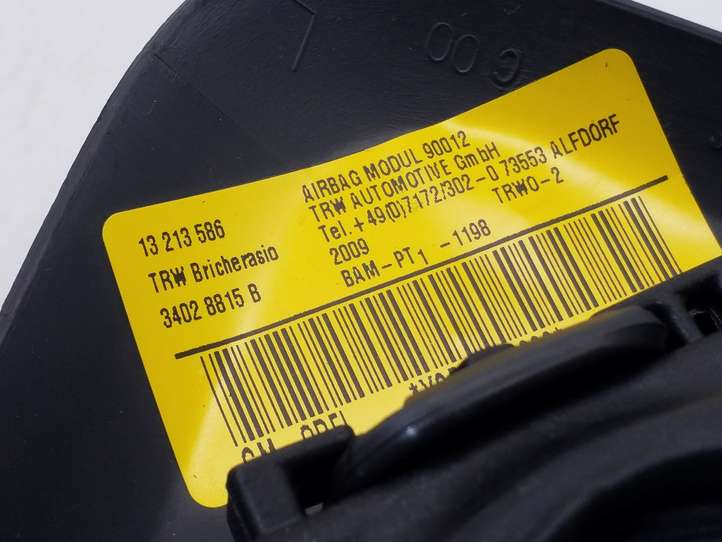 13 213 586
TRW Bricherasio
3402 8815 B
AIRBAG MODUL 90012
TRW AUTOMOTIVE GmbH
Tel.+49(0)7172/302-0 73553 ALFDORF
2009 TRWO-2
BAM-PT1 -1198